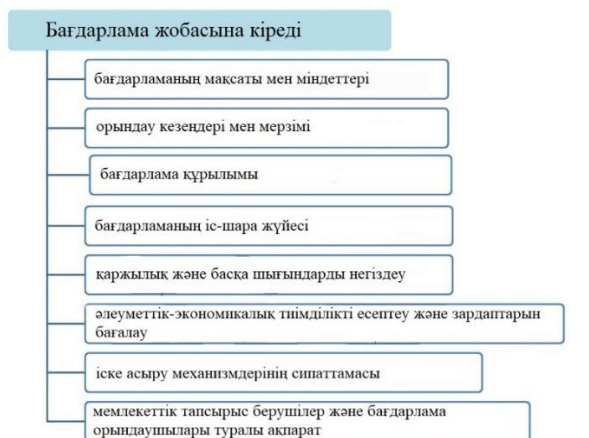 Бағдарлама жобасына кіреді
бағдарламаның мақсаты мен міндеттері
орындау кезеңдері мен мерзімі
бағдарлама құрылымы
бағдарламаның іс-шара жүйесі
қаржылық және басқа шығындарды негіздеу
әлеуметтік-экономикалық тиімділікті есептеу және зардаптарын
бағалау
іске асыру механизмдерінің сипаттамасы
мемлекеттік тапсырыс берушілер және бағдарлама
орындаушылары туралы ақпарат